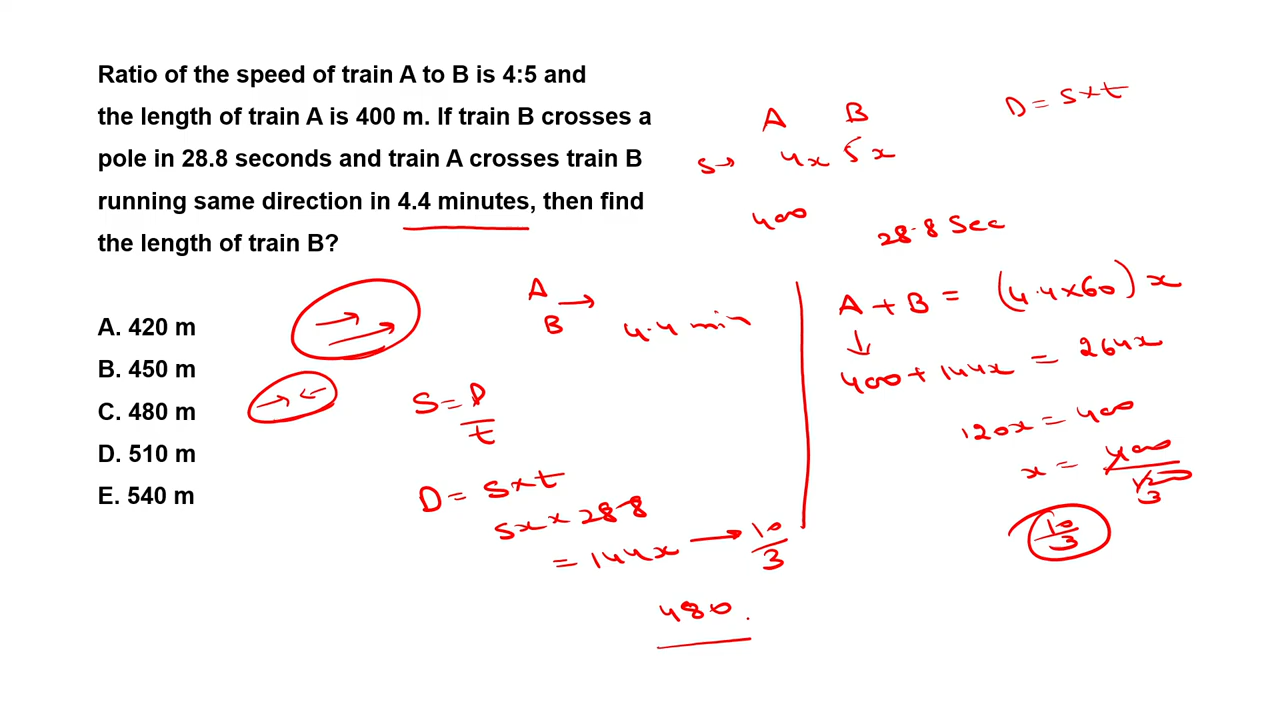 Ratio of the speed of train A to B is 4:5 and
the length of train A is 400 m. If train B crosses a
pole in 28.8 seconds and train A crosses train B
running same direction in 4.4 minutes, then find
the length of train B?
A. 420 m
B. 450 m
C. 480 m
D. 510 m
E. 540 m
A B
S→ 4x 5x
400
28.8 Sec
D = s×t
A →
B
4.4 min
S = D/t
D = s×t
5x × 28.8
= 144x → 10/3
480.
A + B = (4.4×60) x
400 + 144x = 264x
120x = 400
x = 400/120
3
10/3